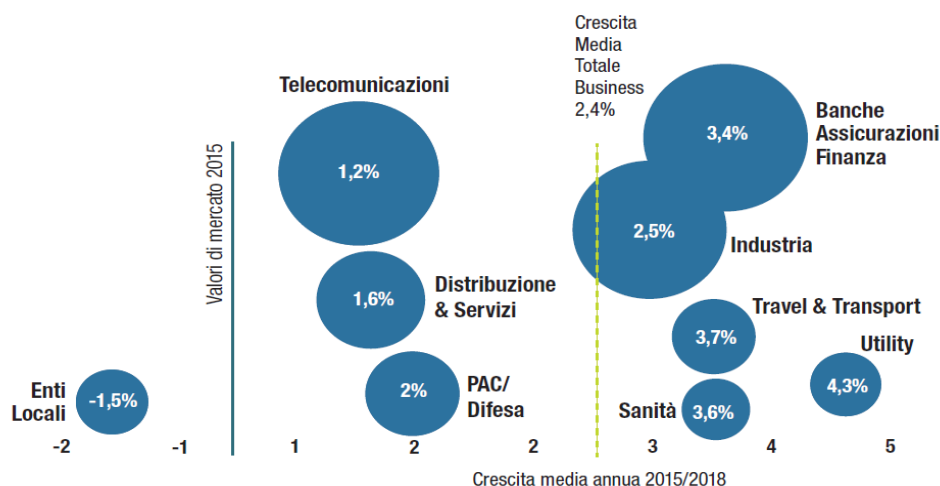 Crescita
Media
Totale
Business
2,4%
Telecomunicazioni
1,2%
3,4%
Banche
Assicurazioni
Finanza
Valori di mercato 2015
2,5%
Industria
1,6%
Distribuzione
& Servizi
Travel & Transport
3,7%
Utility
4,3%
Enti
Locali
-1,5%
2%
PAC/
Difesa
Sanità
3,6%
-2 -1 1 2 2 3 4 5
Crescita media annua 2015/2018